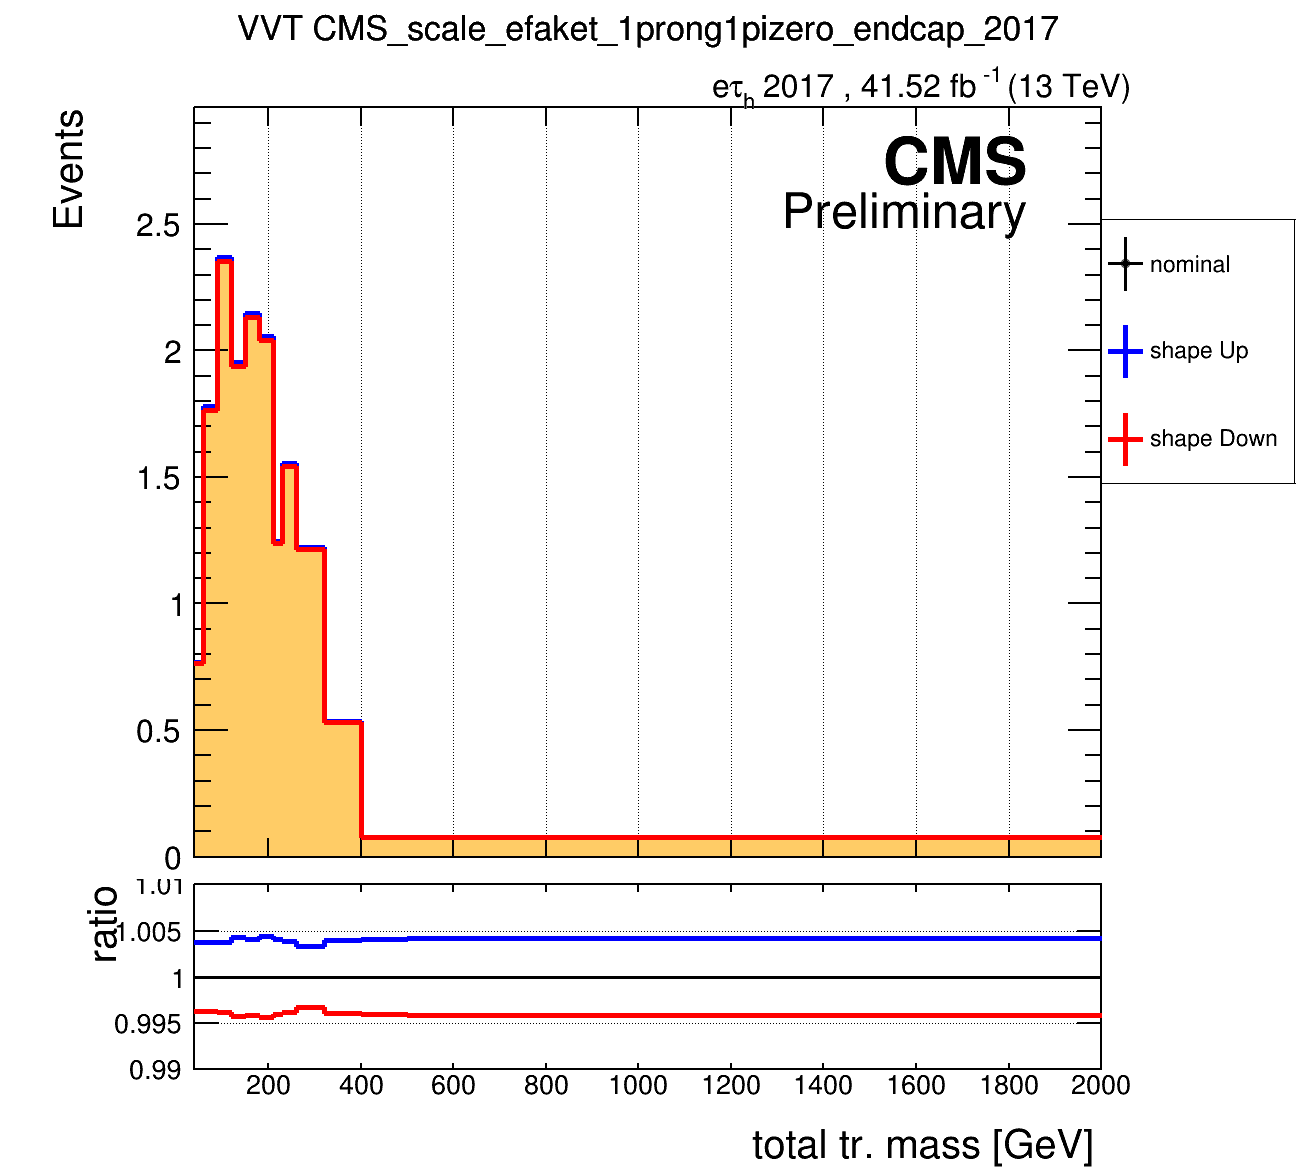 VVT CMS_scale_efaket_1prong1pizero_endcap_2017
eτh 2017 , 41.52 fb -1 (13 TeV)
Events
CMS
Preliminary
2.5
2
1.5
1
0.5
0
nominal
shape Up
shape Down
ratio
1.01
1.005
1
0.995
0.99
200 400 600 800 1000 1200 1400 1600 1800 2000
total tr. mass [GeV]